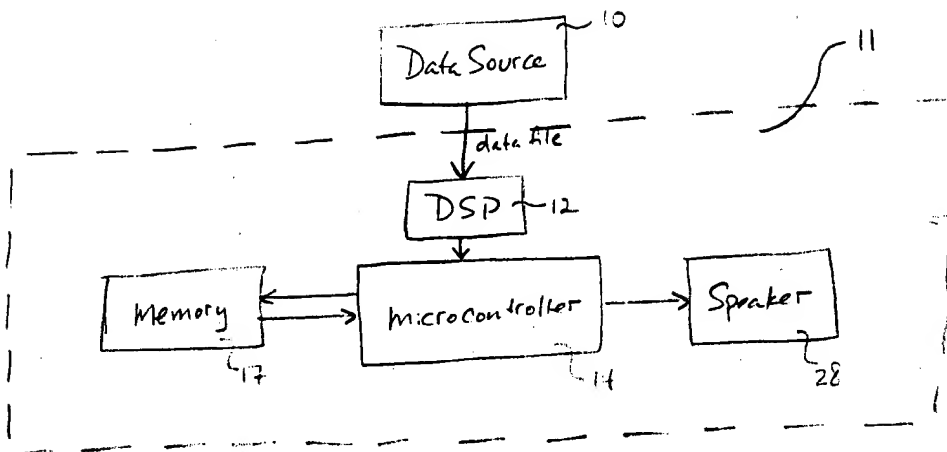 10
Data Source
11
data file
DSP
12
Memory
microcontroller
Speaker
17
14
28